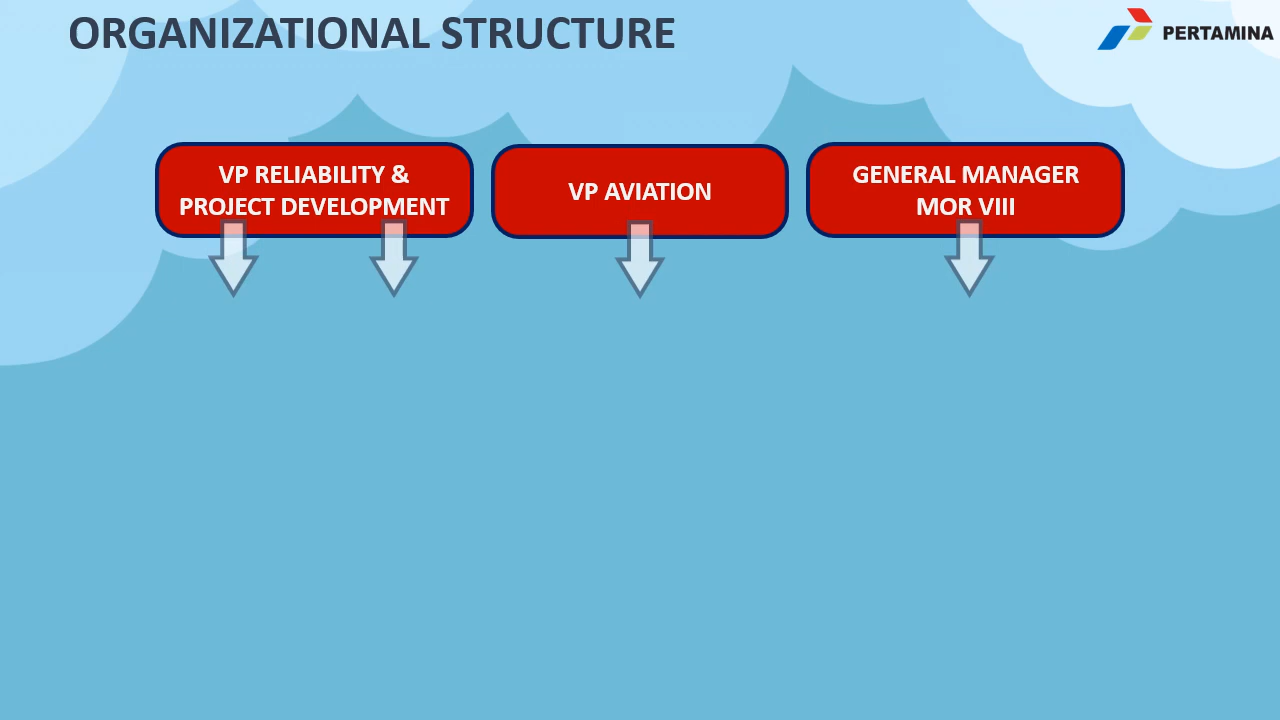 ORGANIZATIONAL STRUCTURE
PERTAMINA
VP RELIABILITY &
PROJECT DEVELOPMENT
VP AVIATION
GENERAL MANAGER
MOR VIII